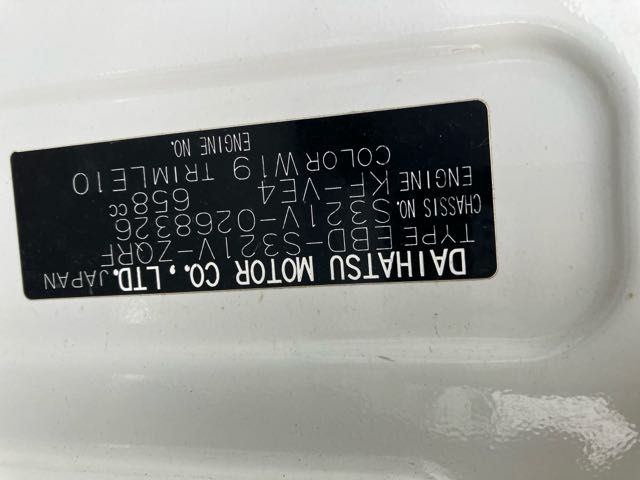 DAIHATSU MOTOR CO., LTD. JAPAN
TYPE EBD-S321V-ZQRF
CHASSIS NO. S321V-0268326
ENGINE KF-VE4 658cc
COLOR W19 TRIM LE10
ENGINE NO.